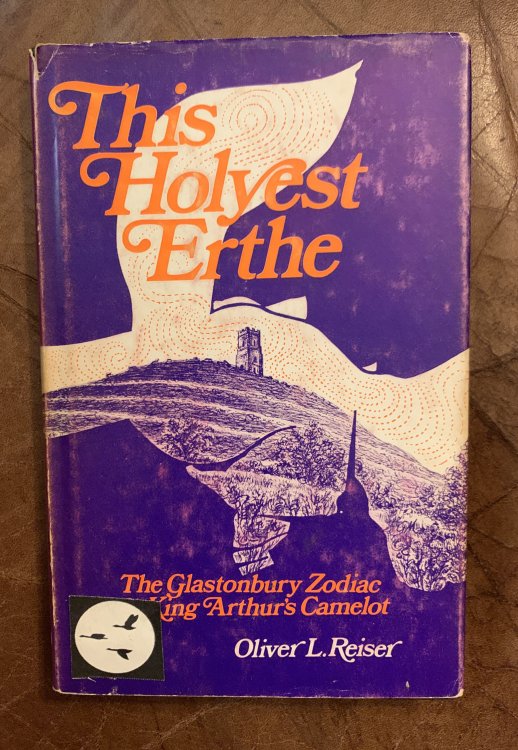 This
Holyest
Erthe
The Glastonbury Zodiac
King Arthur's Camelot
Oliver L. Reiser